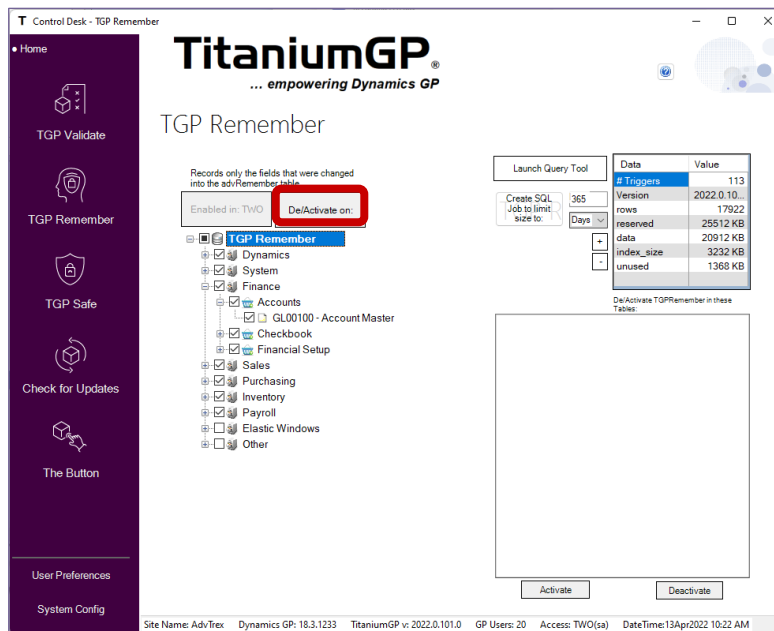 T Control Desk - TGP Remember
Home
TitaniumGP®
... empowering Dynamics GP
TGP Validate
TGP Remember
TGP Safe
Check for Updates
The Button
User Preferences
System Config
TGP Remember
Records only the fields that were changed
into the advRemember table
Enabled in: TWO
De/Activate on:
TGP Remember
Dynamics
System
Finance
Accounts
GL00100 - Account Master
Checkbook
Financial Setup
Sales
Purchasing
Inventory
Payroll
Elastic Windows
Other
Launch Query Tool
Create SQL
Job to limit
size to:
365
Days
+
-
Data Value
# Triggers 113
Version 2022.0.10...
rows 17922
reserved 25512 KB
data 20912 KB
index_size 3232 KB
unused 1368 KB
De/Activate TGPRemember in these
Tables:
Activate
Deactivate
Site Name: AdvTrex Dynamics GP: 18.3.1233 TitaniumGP v: 2022.0.101.0 GP Users: 20 Access: TWO(sa) DateTime:13Apr2022 10:22 AM